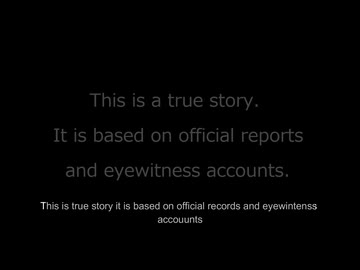 This is a true story.
It is based on official reports
and eyewitness accounts.
This is true story it is based on official records and eyewintenss
accouunts